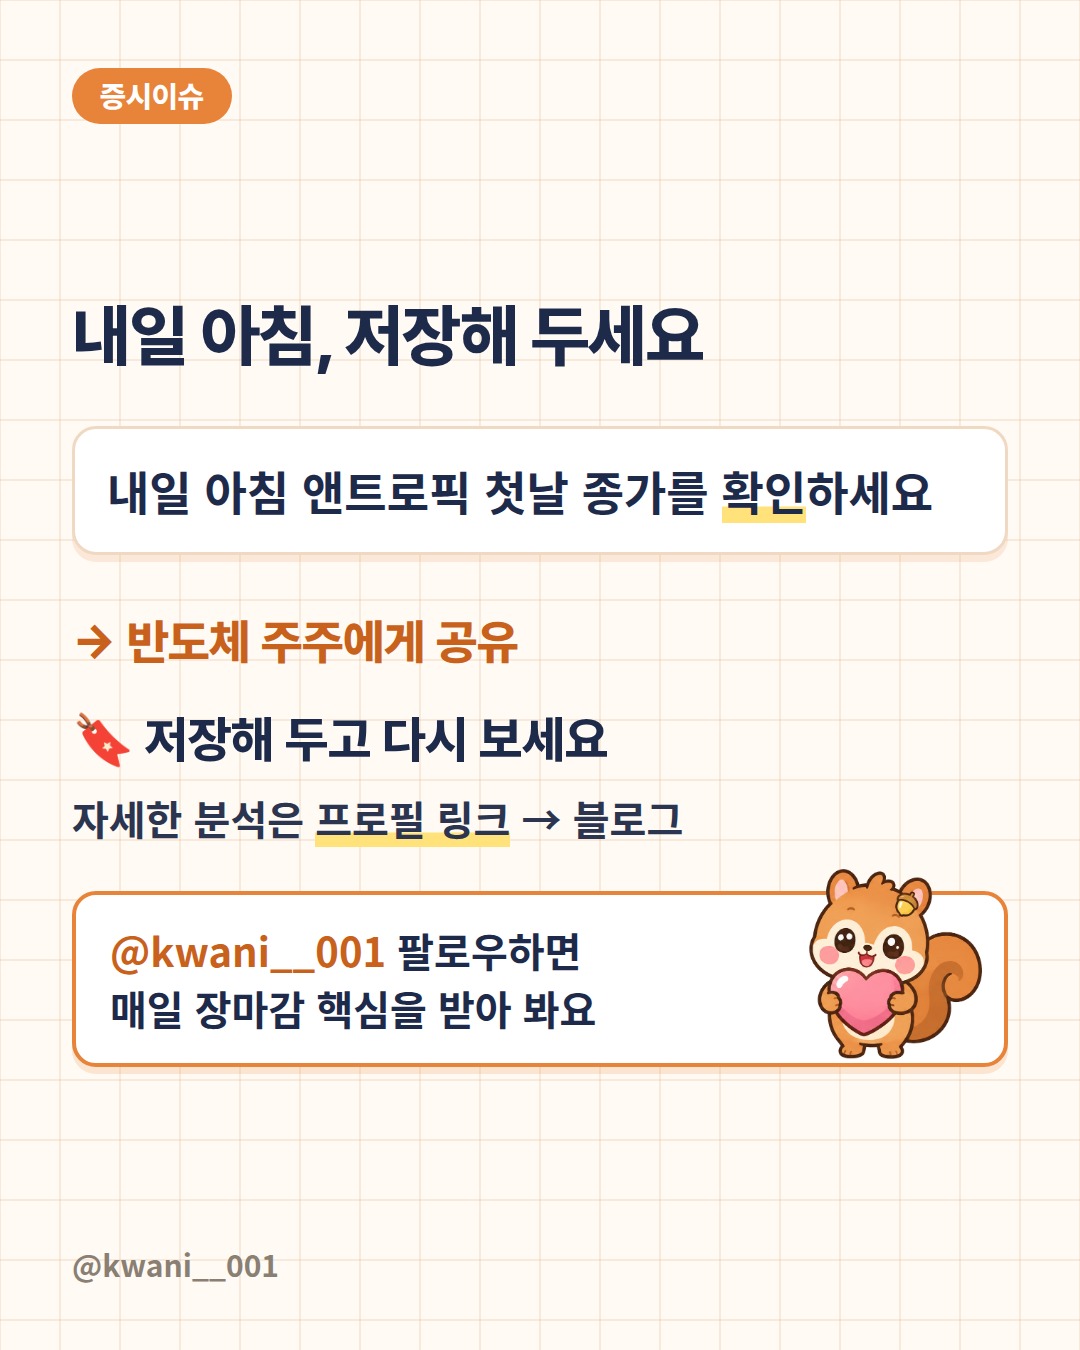 증시이슈
내일 아침, 저장해 두세요
내일 아침 앤트로픽 첫날 종가를 확인하세요
→ 반도체 주주에게 공유
🔖 저장해 두고 다시 보세요
자세한 분석은 프로필 링크 → 블로그
@kwani__001 팔로우하면
매일 장마감 핵심을 받아 봐요
@kwani__001